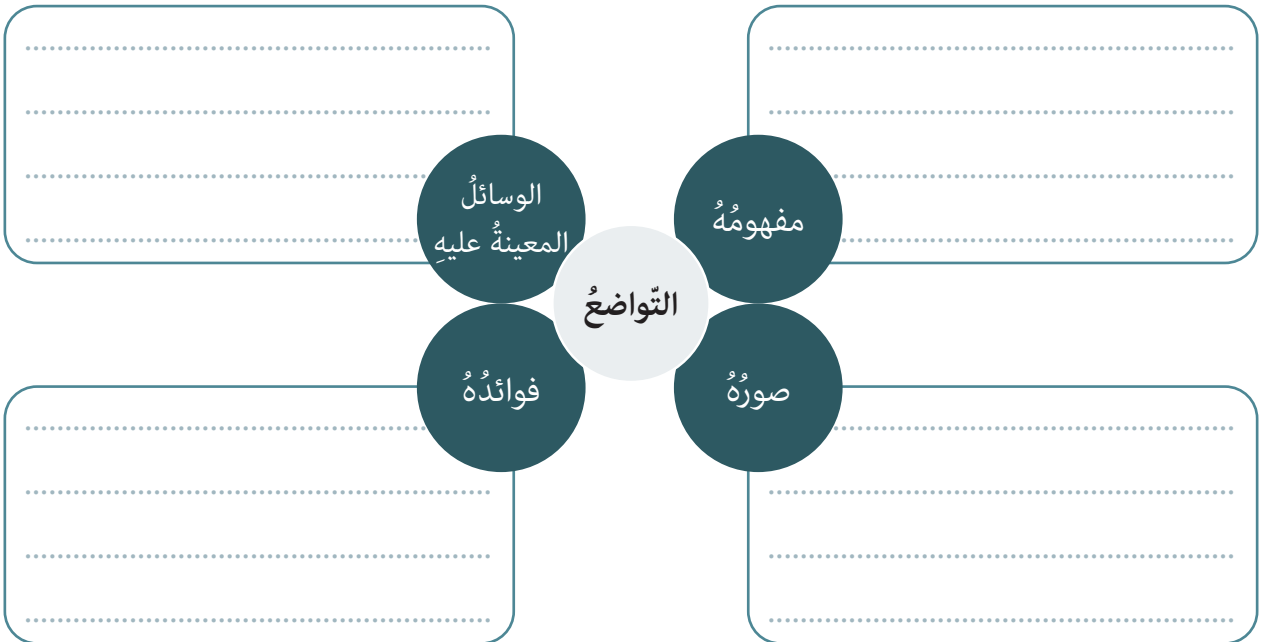 مفهومُهُ
الوسائلُ
المعينةُ عليهِ
التّواضعُ
صورُهُ
فوائدُهُ